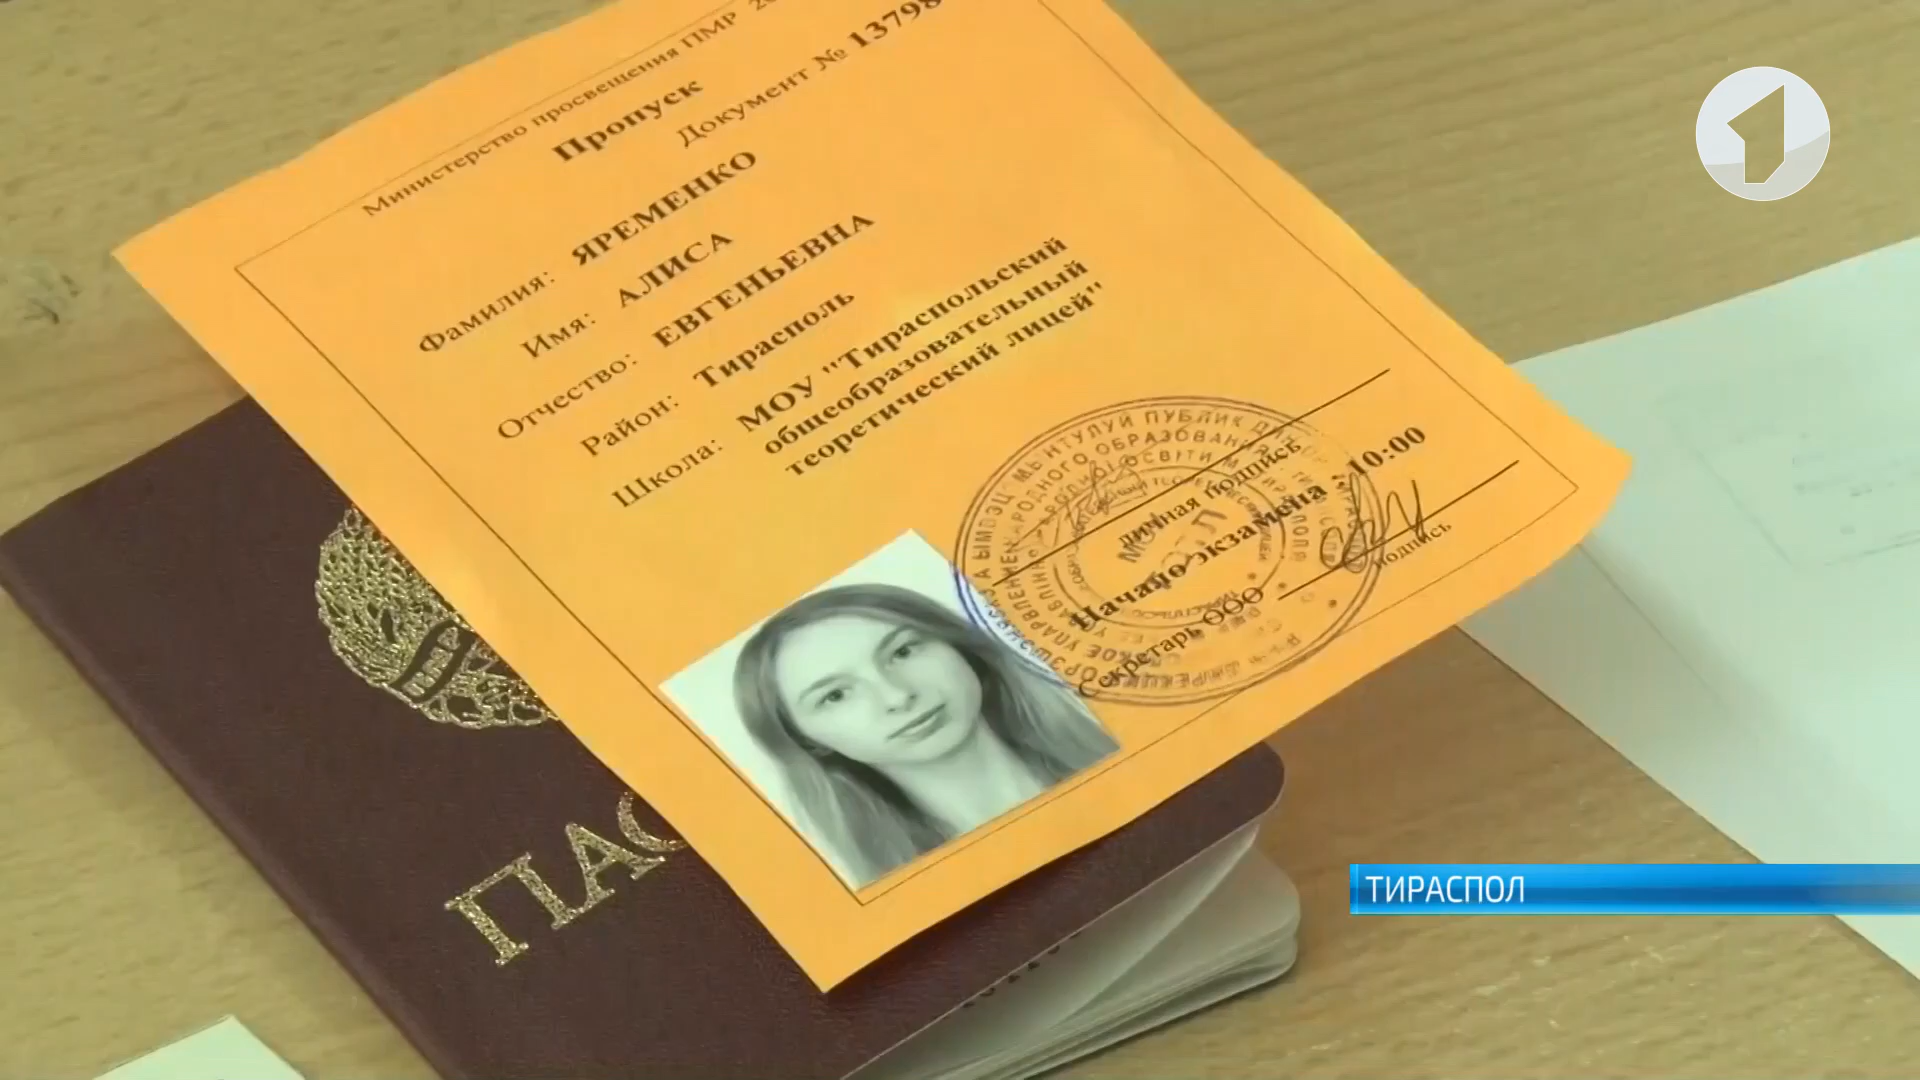 Министерство просвещения ПМР
Пропуск
Документ № 13798
Фамилия: ЯРЕМЕНКО
Имя: АЛИСА
Отчество: ЕВГЕНЬЕВНА
Район: Тирасполь
Школа: МОУ "Тираспольский
общеобразовательный
теоретический лицей"
личная подпись
Начало экзамена 10:00
Секретарь ООО
подпись
ПАС
ТИРАСПОЛ
1